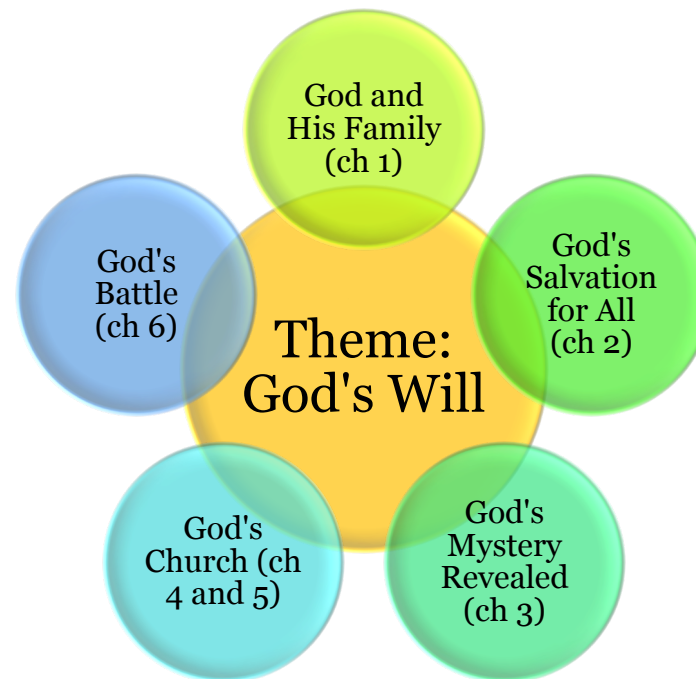 God and
His Family
(ch 1)
God's
Salvation
for All
(ch 2)
God's
Mystery
Revealed
(ch 3)
God's
Church (ch
4 and 5)
God's
Battle
(ch 6)
Theme:
God's Will